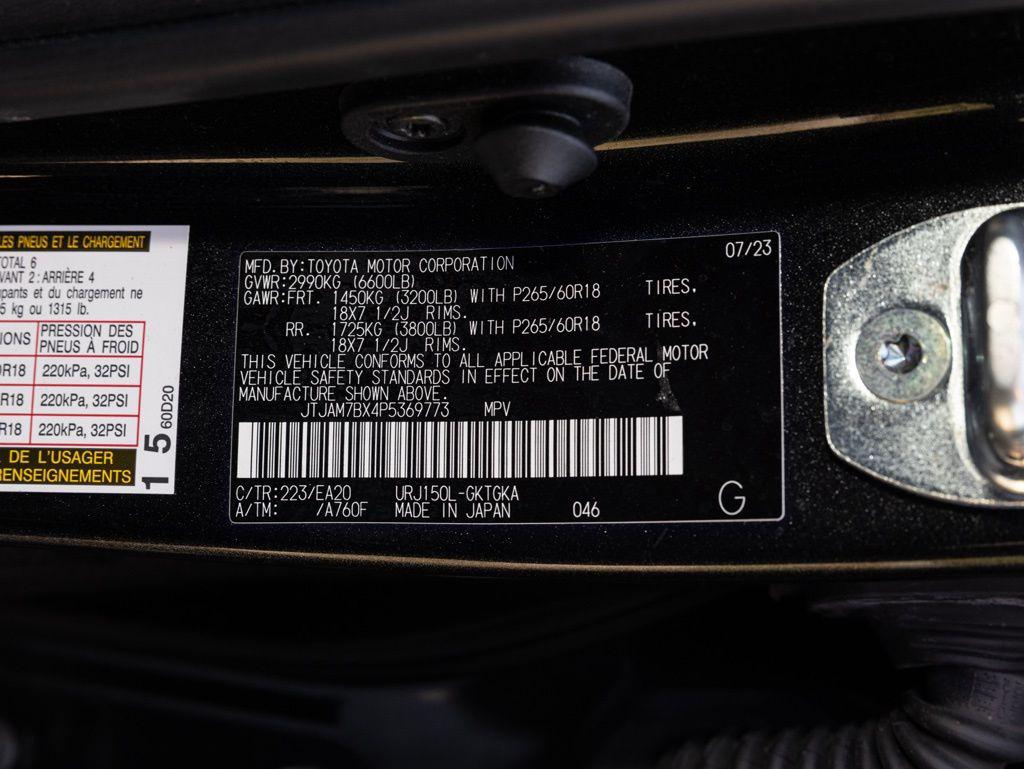 LES PNEUS ET LE CHARGEMENT
TOTAL 6
VANT 2: ARRIÈRE 4
upants et du chargement ne
5 kg ou 1315 lb.
IONS PRESSION DES PNEUS À FROID
0R18 220kPa, 32PSI
R18 220kPa, 32PSI
R18 220kPa, 32PSI
DE L'USAGER
RENSEIGNEMENTS
15 60D20
07/23
MFD. BY: TOYOTA MOTOR CORPORATION
GVWR: 2990KG (6600LB)
GAWR: FRT. 1450KG (3200LB) WITH P265/60R18 TIRES,
18X7 1/2J RIMS.
RR. 1725KG (3800LB) WITH P265/60R18 TIRES,
18X7 1/2J RIMS.
THIS VEHICLE CONFORMS TO ALL APPLICABLE FEDERAL MOTOR
VEHICLE SAFETY STANDARDS IN EFFECT ON THE DATE OF
MANUFACTURE SHOWN ABOVE.
JTJAM7BX4P5369773 MPV
C/TR: 223/EA20 URJ150L-GKTGKA
A/TM: /A760F MADE IN JAPAN 046 G